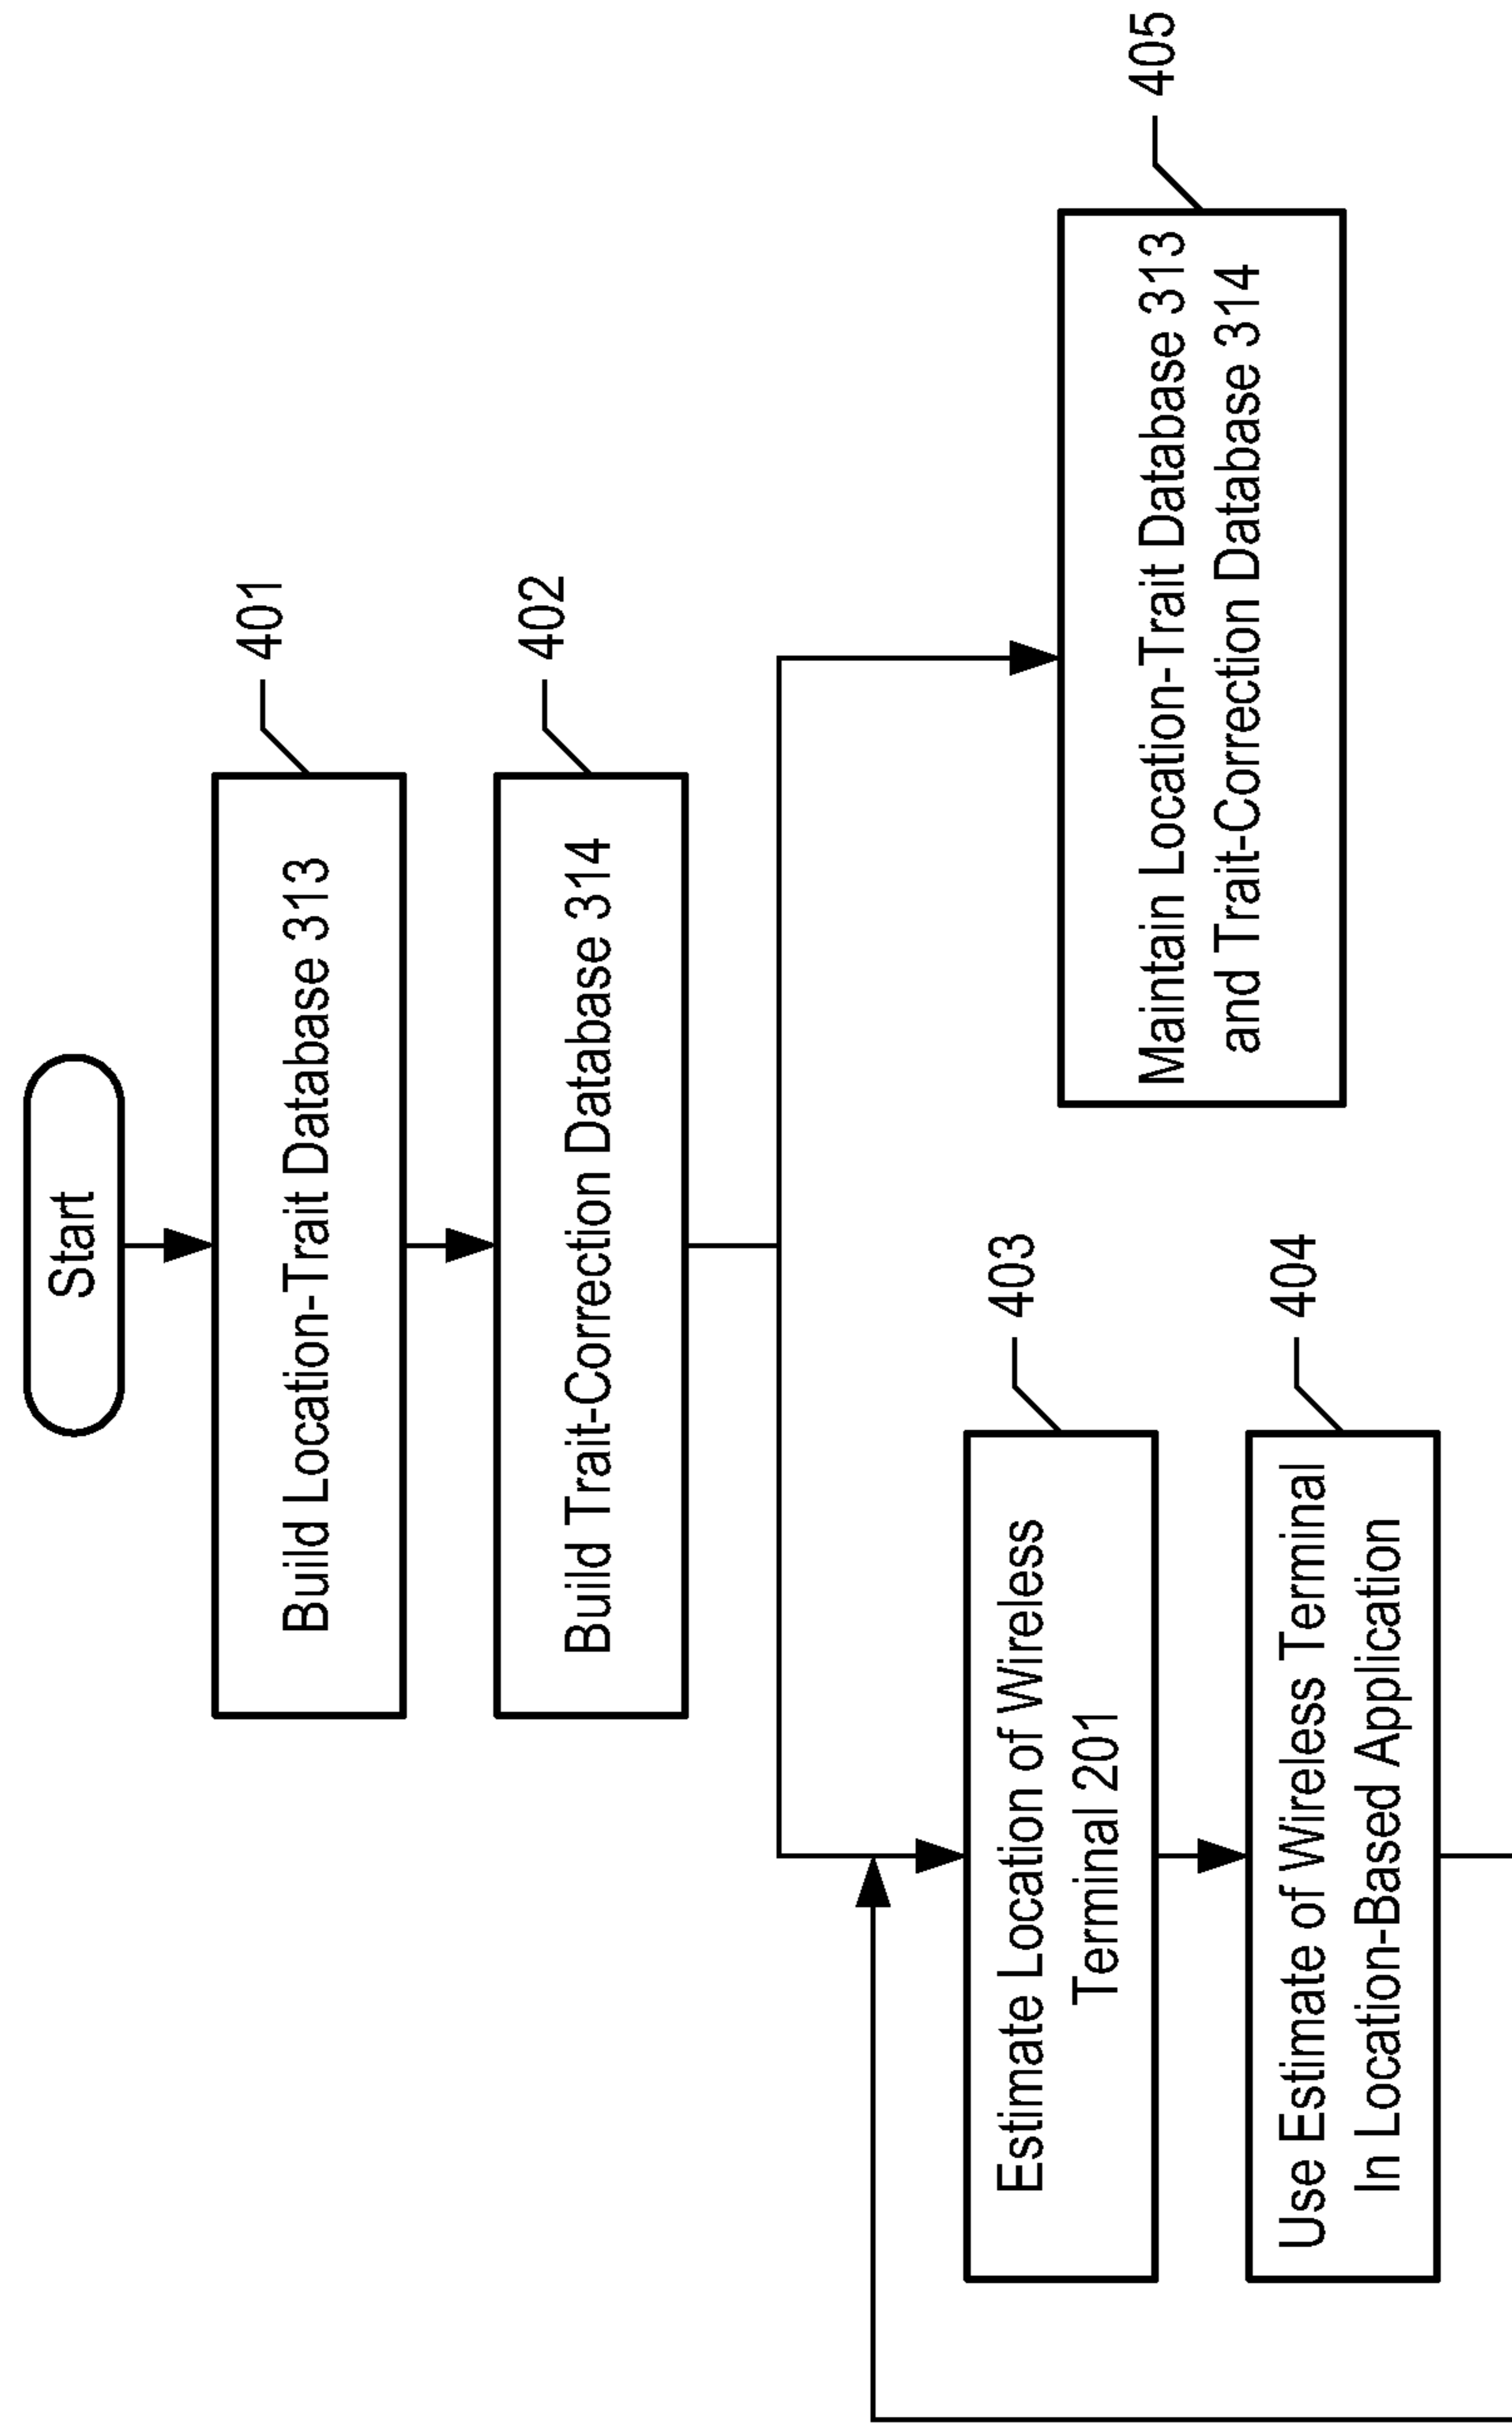 Start
Build Location-Trait Database 313
401
Build Trait-Correction Database 314
402
Estimate Location of Wireless
Terminal 201
403
Use Estimate of Wireless Terminal
In Location-Based Application
404
Maintain Location-Trait Database 313
and Trait-Correction Database 314
405